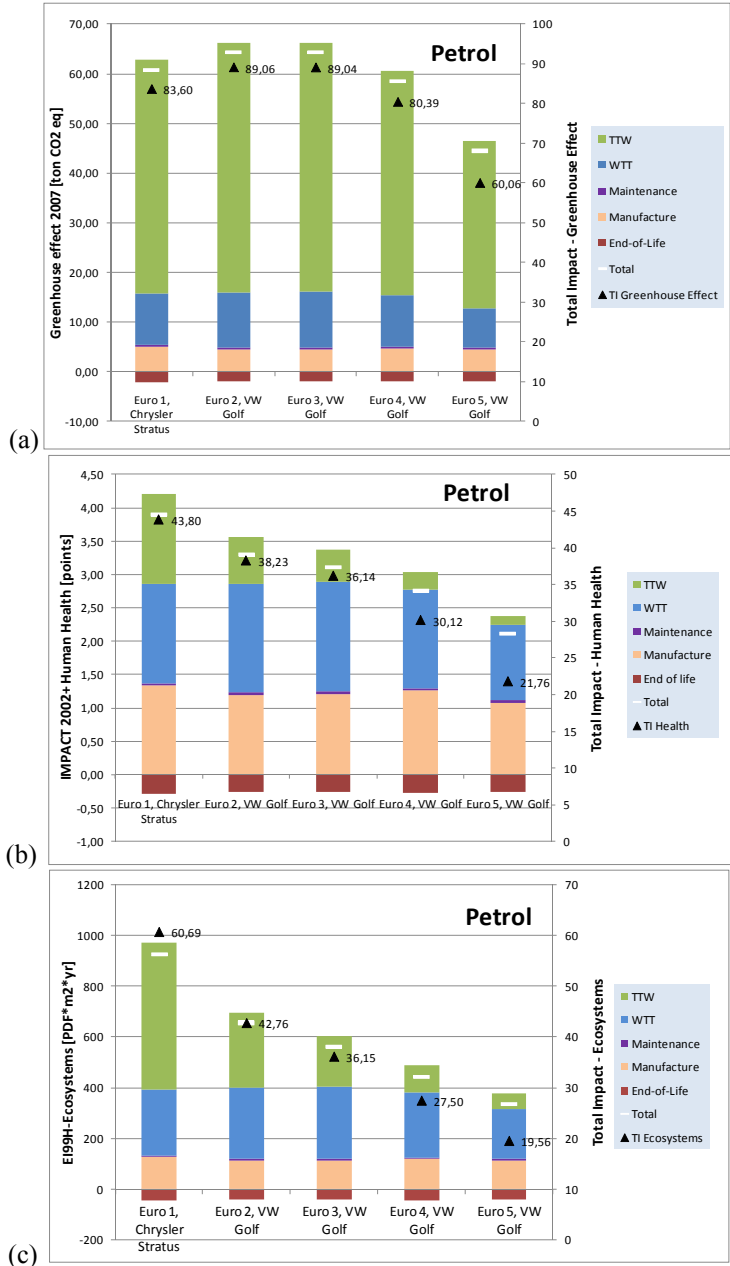 Petrol
Greenhouse effect 2007 [ton CO2 eq]
70,00
60,00
50,00
40,00
30,00
20,00
10,00
0,00
-10,00
83,60
89,06
89,04
80,39
60,06
Euro 1,
Chrysler
Stratus
Euro 2, VW
Golf
Euro 3, VW
Golf
Euro 4, VW
Golf
Euro 5, VW
Golf
100
90
80
70
60
50
40
30
20
10
0
Total Impact - Greenhouse Effect
TTW
WTT
Maintenance
Manufacture
End-of-Life
Total
TI Greenhouse Effect
(a)
Petrol
IMPACT 2002+ Human Health [points]
4,50
4,00
3,50
3,00
2,50
2,00
1,50
1,00
0,50
0,00
-0,50
-1,00
43,80
38,23
36,14
30,12
21,76
Euro 1, Chrysler
Stratus
Euro 2, VW Golf
Euro 3, VW Golf
Euro 4, VW Golf
Euro 5, VW Golf
50
45
40
35
30
25
20
15
10
5
0
Total Impact - Human Health
TTW
WTT
Maintenance
Manufacture
End of life
Total
TI Health
(b)
Petrol
EI99H-Ecosystems [PDF*m2*yr]
1200
1000
800
600
400
200
0
-200
60,69
42,76
36,15
27,50
19,56
Euro 1,
Chrysler
Stratus
Euro 2, VW
Golf
Euro 3, VW
Golf
Euro 4, VW
Golf
Euro 5, VW
Golf
70
60
50
40
30
20
10
0
Total Impact - Ecosystems
TTW
WTT
Maintenance
Manufacture
End-of-Life
Total
TI Ecosystems
(c)